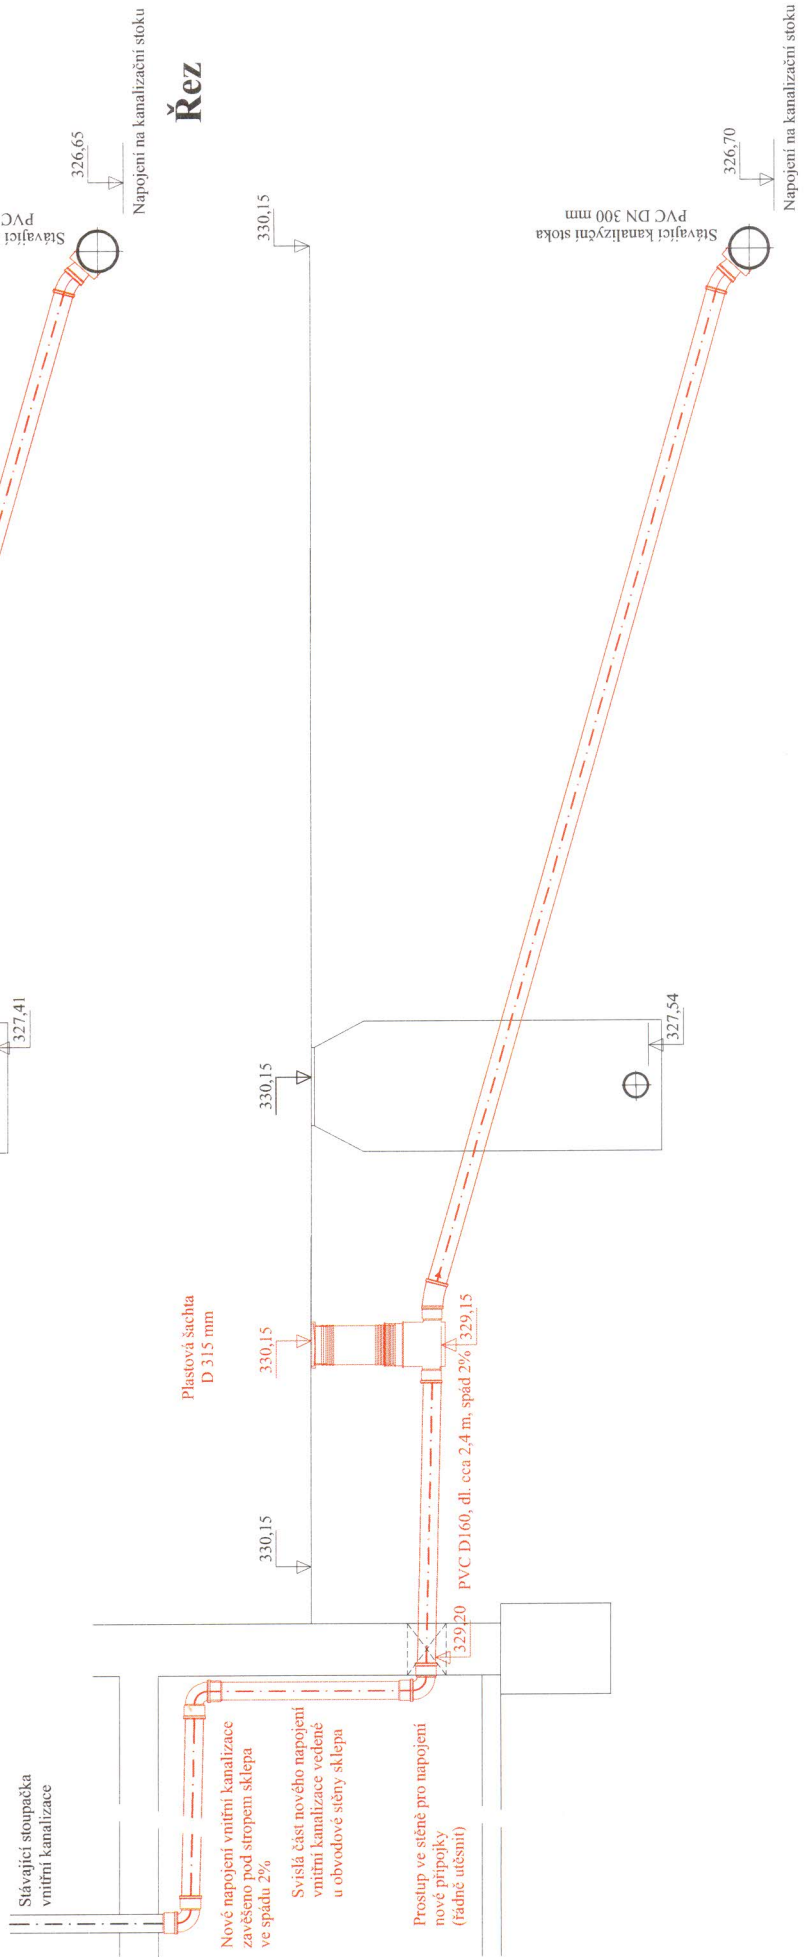 Řez
Stávající
PVC
326,65
Napojení na kanalizační stoku
327,41
330,15
330,15
330,15
330,15
Plastová šachta
D 315 mm
Stávající kanalizyční stoka
PVC DN 300 mm
326,70
Napojení na kanalizační stoku
327,54
329,15
329,20
PVC D160, dl. cca 2,4 m, spád 2%
Stávající stoupačka
vnitřní kanalizace
Nové napojení vnitřní kanalizace
zavěšeno pod stropem sklepa
ve spádu 2%
Svislá část nového napojení
vnitřní kanalizace vedené
u obvodové stěny sklepa
Prostup ve stěně pro napojení
nové přípojky
(řádně utěsnit)